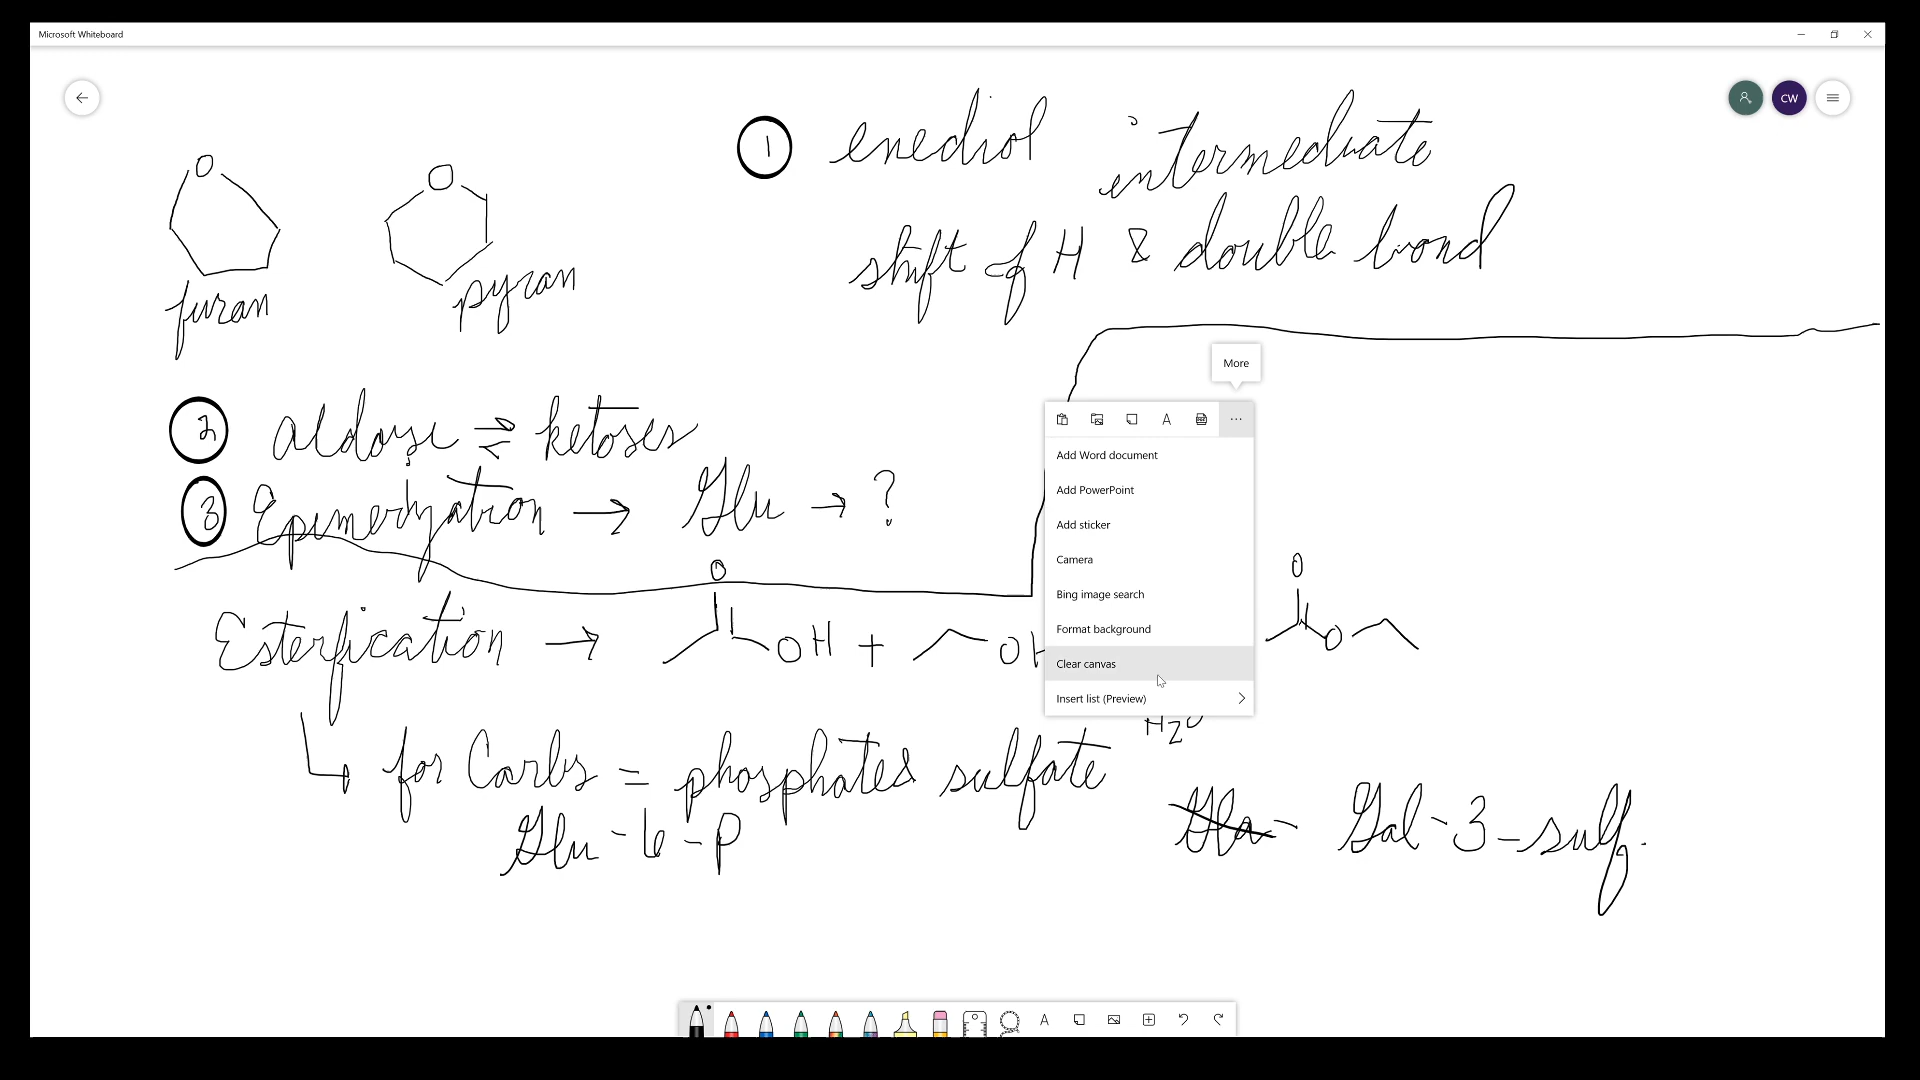 Microsoft Whiteboard
CW
1 enediol intermediate
shift of H & double bond
O
O
furan
pyran
2 aldose ⇌ ketoses
3 Epimerization → Glu → ?
Esterfication → O OH + OH
O O
H2O
for Carbs = phosphates sulfate
Glu-6-P
Gla- Gal-3-sulf.
More
A
...
Add Word document
Add PowerPoint
Add sticker
Camera
Bing image search
Format background
Clear canvas
Insert list (Preview)
A